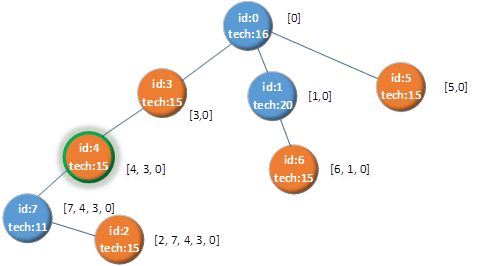 id:0
tech:16
[0]
id:3
tech:15
[3,0]
id:1
tech:20
[1,0]
id:5
tech:15
[5,0]
id:4
tech:15
[4, 3, 0]
id:6
tech:15
[6, 1, 0]
id:7
tech:11
[7, 4, 3, 0]
id:2
tech:15
[2, 7, 4, 3, 0]